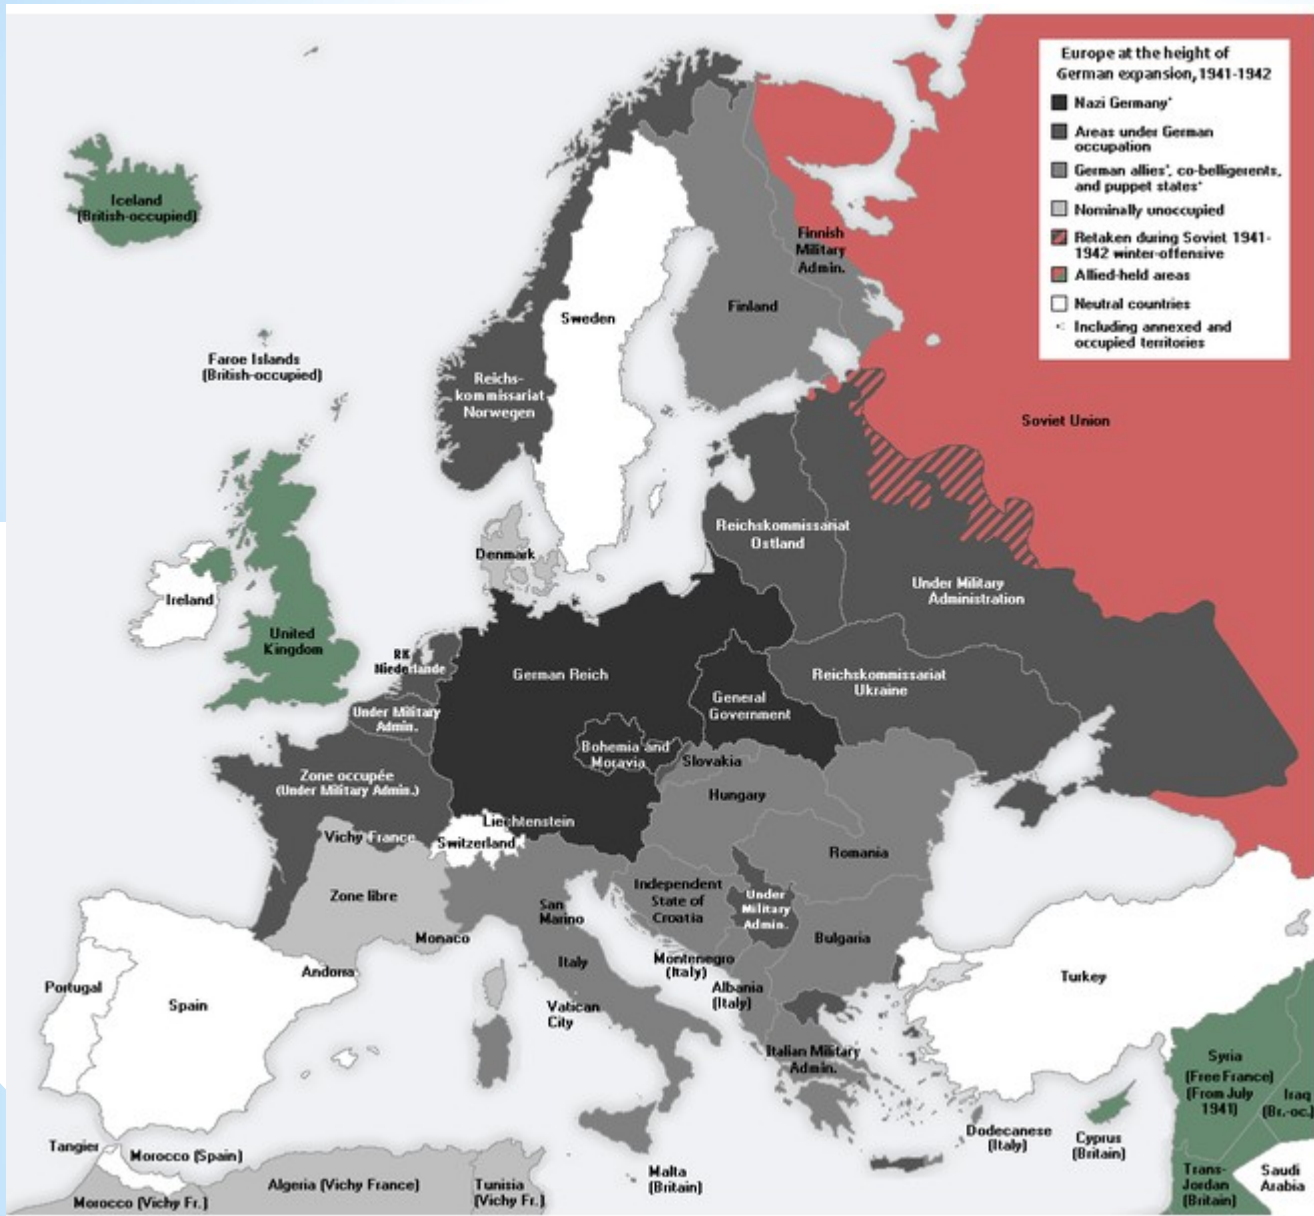 Europe at the height of
German expansion, 1941-1942
Nazi Germany*
Areas under German
occupation
German allies*, co-belligerents,
and puppet states*
Nominally unoccupied
Retaken during Soviet 1941-
1942 winter-offensive
Allied-held areas
Neutral countries
Including annexed and
occupied territories
Iceland
(British-occupied)
Finnish
Military
Admin.
Finland
Sweden
Faroe Islands
(British-occupied)
Reichs-
kommissariat
Norwegen
Soviet Union
Reichskommissariat
Ostland
Denmark
Under Military
Administration
Ireland
United
Kingdom
RK
Niederlande
German Reich
Reichskommissariat
Ukraine
General
Government
Under Military
Admin.
Bohemia and
Moravia
Slovakia
Zone occupée
(Under Military Admin.)
Hungary
Liechtenstein
Vichy France
Switzerland
Romania
Zone libre
Independent
State of
Croatia
Under
Military
Admin.
San
Marino
Monaco
Bulgaria
Italy
Montenegro
(Italy)
Andorra
Turkey
Portugal
Spain
Albania
(Italy)
Vatican
City
Italian Military
Admin.
Syria
(Free France)
(From July
1941)
Iraq
(Br.-oc.)
Dodecanese
(Italy)
Cyprus
(Britain)
Tangier
Morocco (Spain)
Malta
(Britain)
Trans-
Jordan
(Britain)
Saudi
Arabia
Algeria (Vichy France)
Tunisia
(Vichy Fr.)
Morocco (Vichy Fr.)